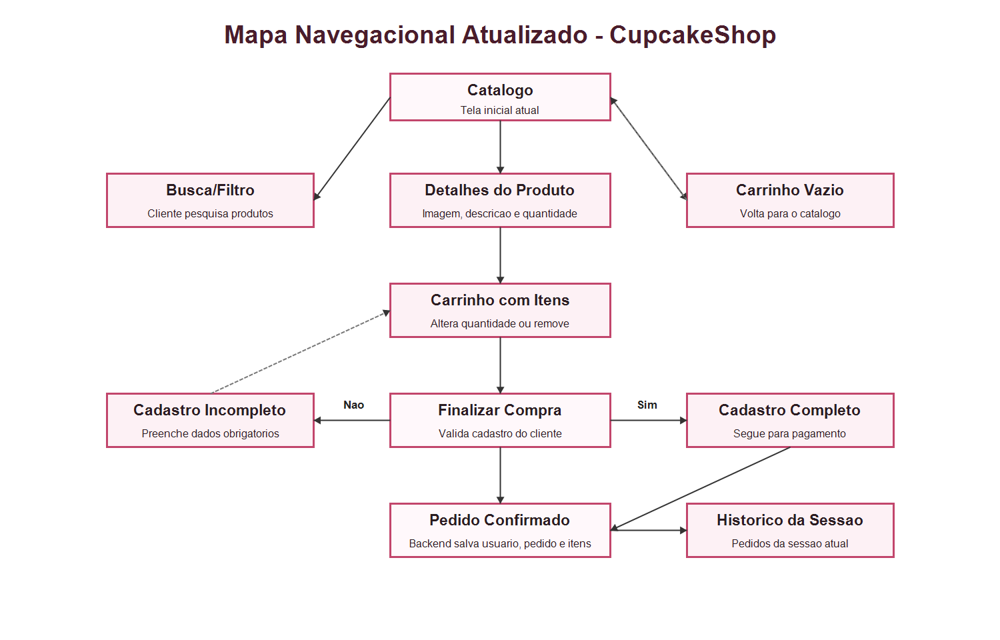 Mapa Navegacional Atualizado - CupcakeShop
Catalogo
Tela inicial atual
Busca/Filtro
Cliente pesquisa produtos
Detalhes do Produto
Imagem, descricao e quantidade
Carrinho Vazio
Volta para o catalogo
Carrinho com Itens
Altera quantidade ou remove
Cadastro Incompleto
Preenche dados obrigatorios
Nao
Finalizar Compra
Valida cadastro do cliente
Sim
Cadastro Completo
Segue para pagamento
Pedido Confirmado
Backend salva usuario, pedido e itens
Historico da Sessao
Pedidos da sessao atual